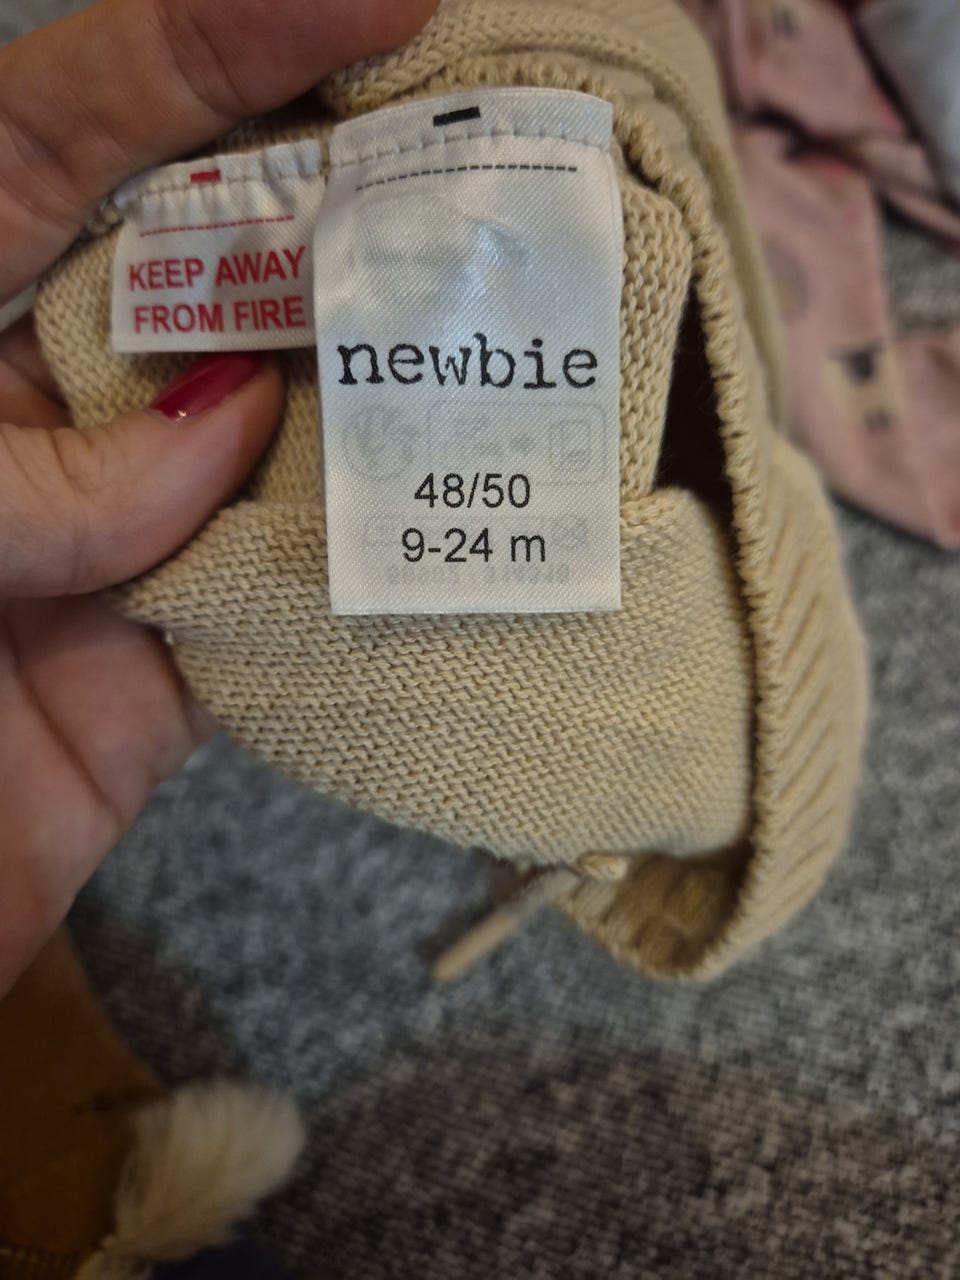 KEEP AWAY
FROM FIRE
newbie
48/50
9-24 m